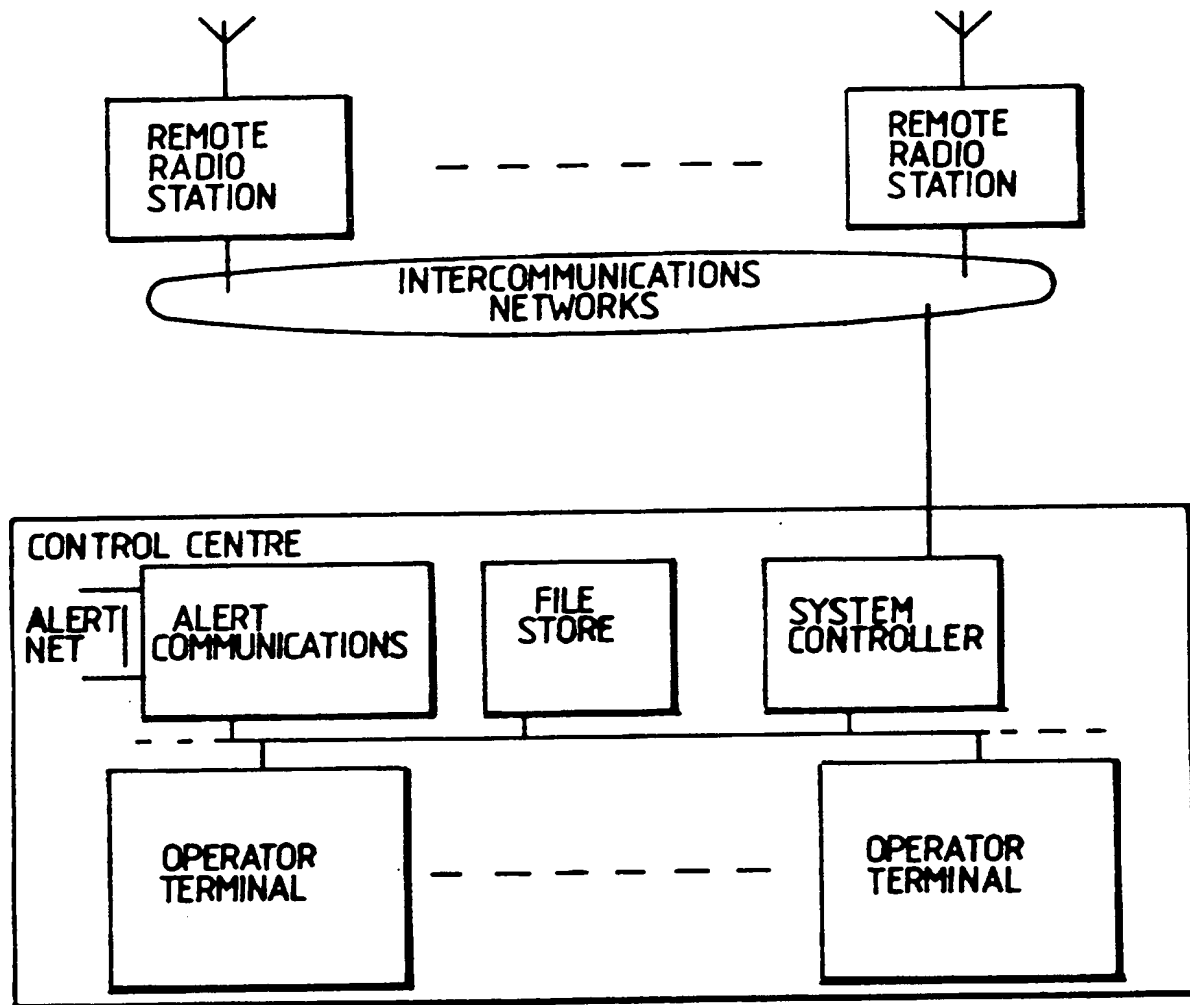 REMOTE
RADIO
STATION
REMOTE
RADIO
STATION
INTERCOMMUNICATIONS
NETWORKS
CONTROL CENTRE
ALERT
NET
ALERT
COMMUNICATIONS
FILE
STORE
SYSTEM
CONTROLLER
OPERATOR
TERMINAL
OPERATOR
TERMINAL